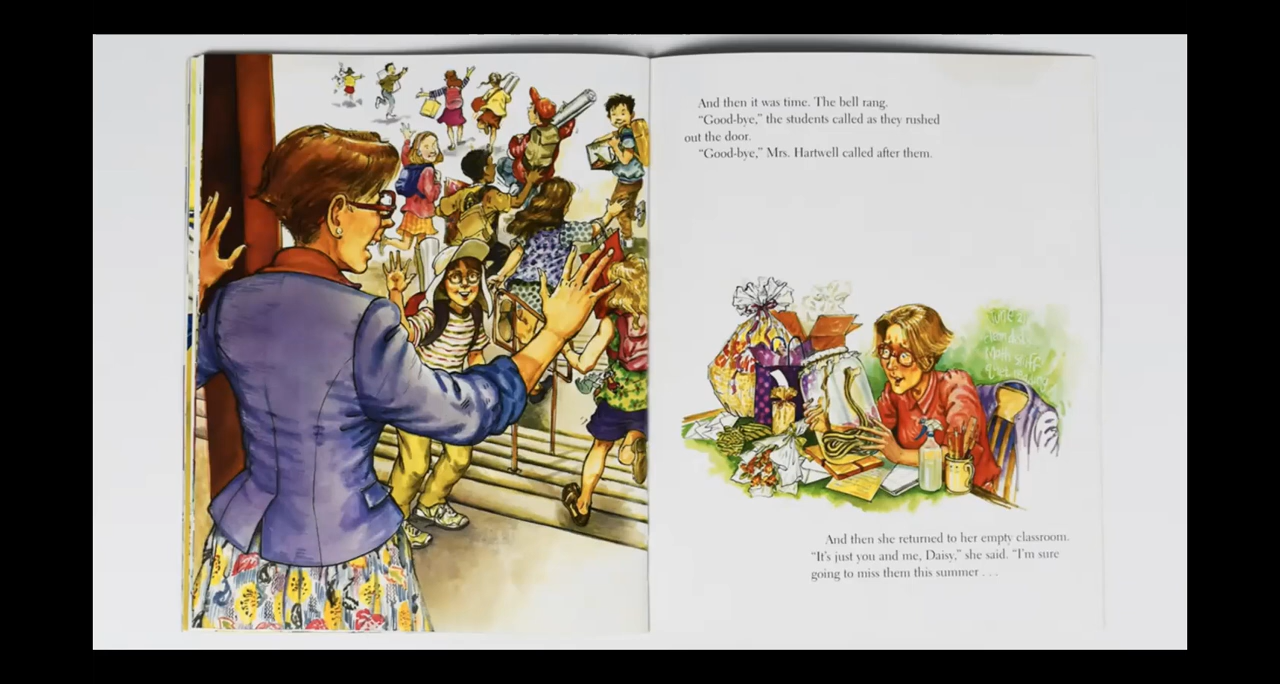 And then it was time. The bell rang.
“Good-bye,” the students called as they rushed
out the door.
“Good-bye,” Mrs. Hartwell called after them.
Math
And then she returned to her empty classroom.
“It’s just you and me, Daisy,” she said. “I’m sure
going to miss them this summer . . .